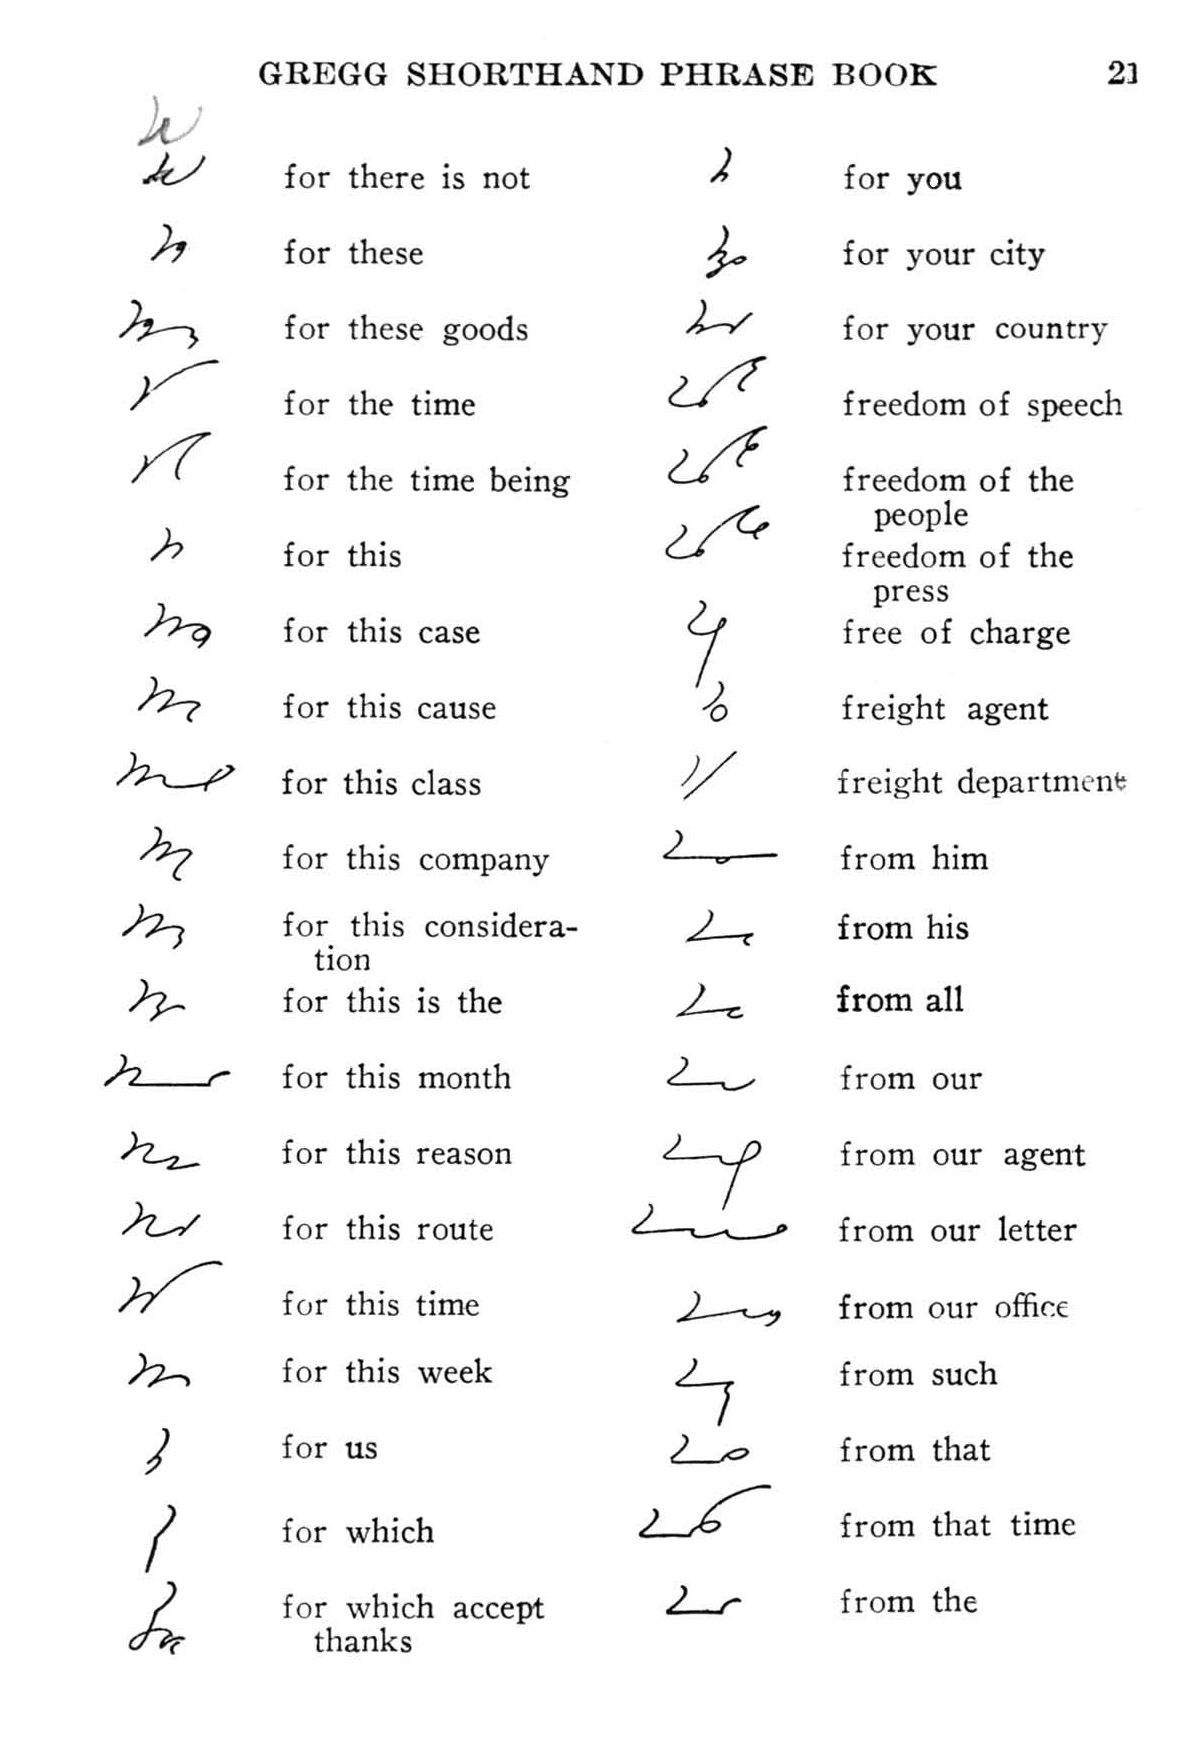 GREGG SHORTHAND PHRASE BOOK 21
for there is not
for these
for these goods
for the time
for the time being
for this
for this case
for this cause
for this class
for this company
for this considera-
tion
for this is the
for this month
for this reason
for this route
for this time
for this week
for us
for which
for which accept
thanks
for you
for your city
for your country
freedom of speech
freedom of the
people
freedom of the
press
free of charge
freight agent
freight department
from him
from his
from all
from our
from our agent
from our letter
from our office
from such
from that
from that time
from the